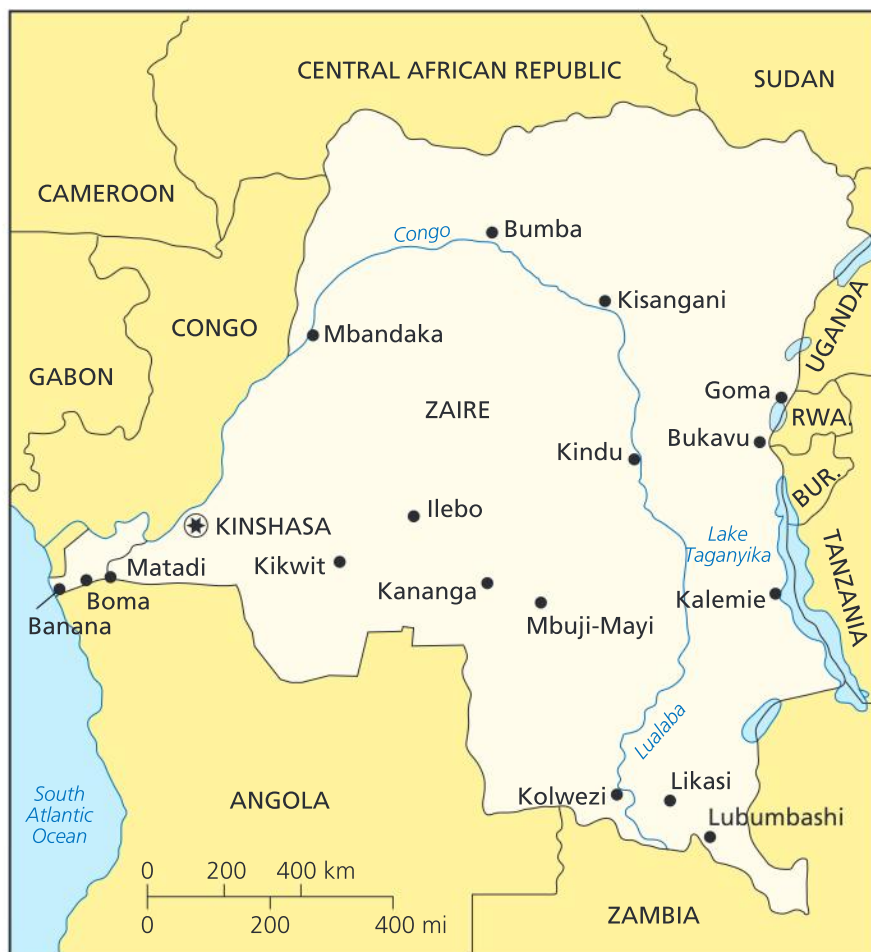 CENTRAL AFRICAN REPUBLIC
SUDAN
CAMEROON
Congo
Bumba
Kisangani
UGANDA
CONGO
Mbandaka
GABON
Goma
ZAIRE
RWA.
Bukavu
Kindu
BUR.
Ilebo
KINSHASA
Lake
Taganyika
TANZANIA
Matadi
Kikwit
Kananga
Kalemie
Boma
Banana
Mbuji-Mayi
Lualaba
Likasi
Kolwezi
Lubumbashi
South
Atlantic
Ocean
ANGOLA
0 200 400 km
0 200 400 mi
ZAMBIA